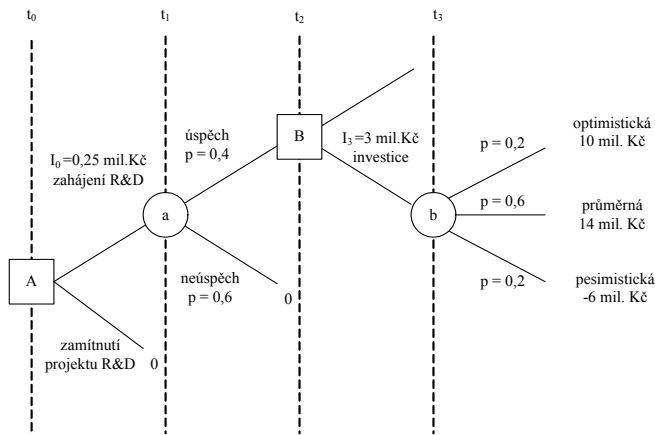 t0
t1
t2
t3
úspěch
p = 0,4
B
I3=3 mil.Kč
investice
optimistická
10 mil. Kč
p = 0,2
I0=0,25 mil.Kč
zahájení R&D
a
b
p = 0,6
průměrná
14 mil. Kč
A
neúspěch
p = 0,6
0
p = 0,2
pesimistická
-6 mil. Kč
zamítnutí
projektu R&D
0